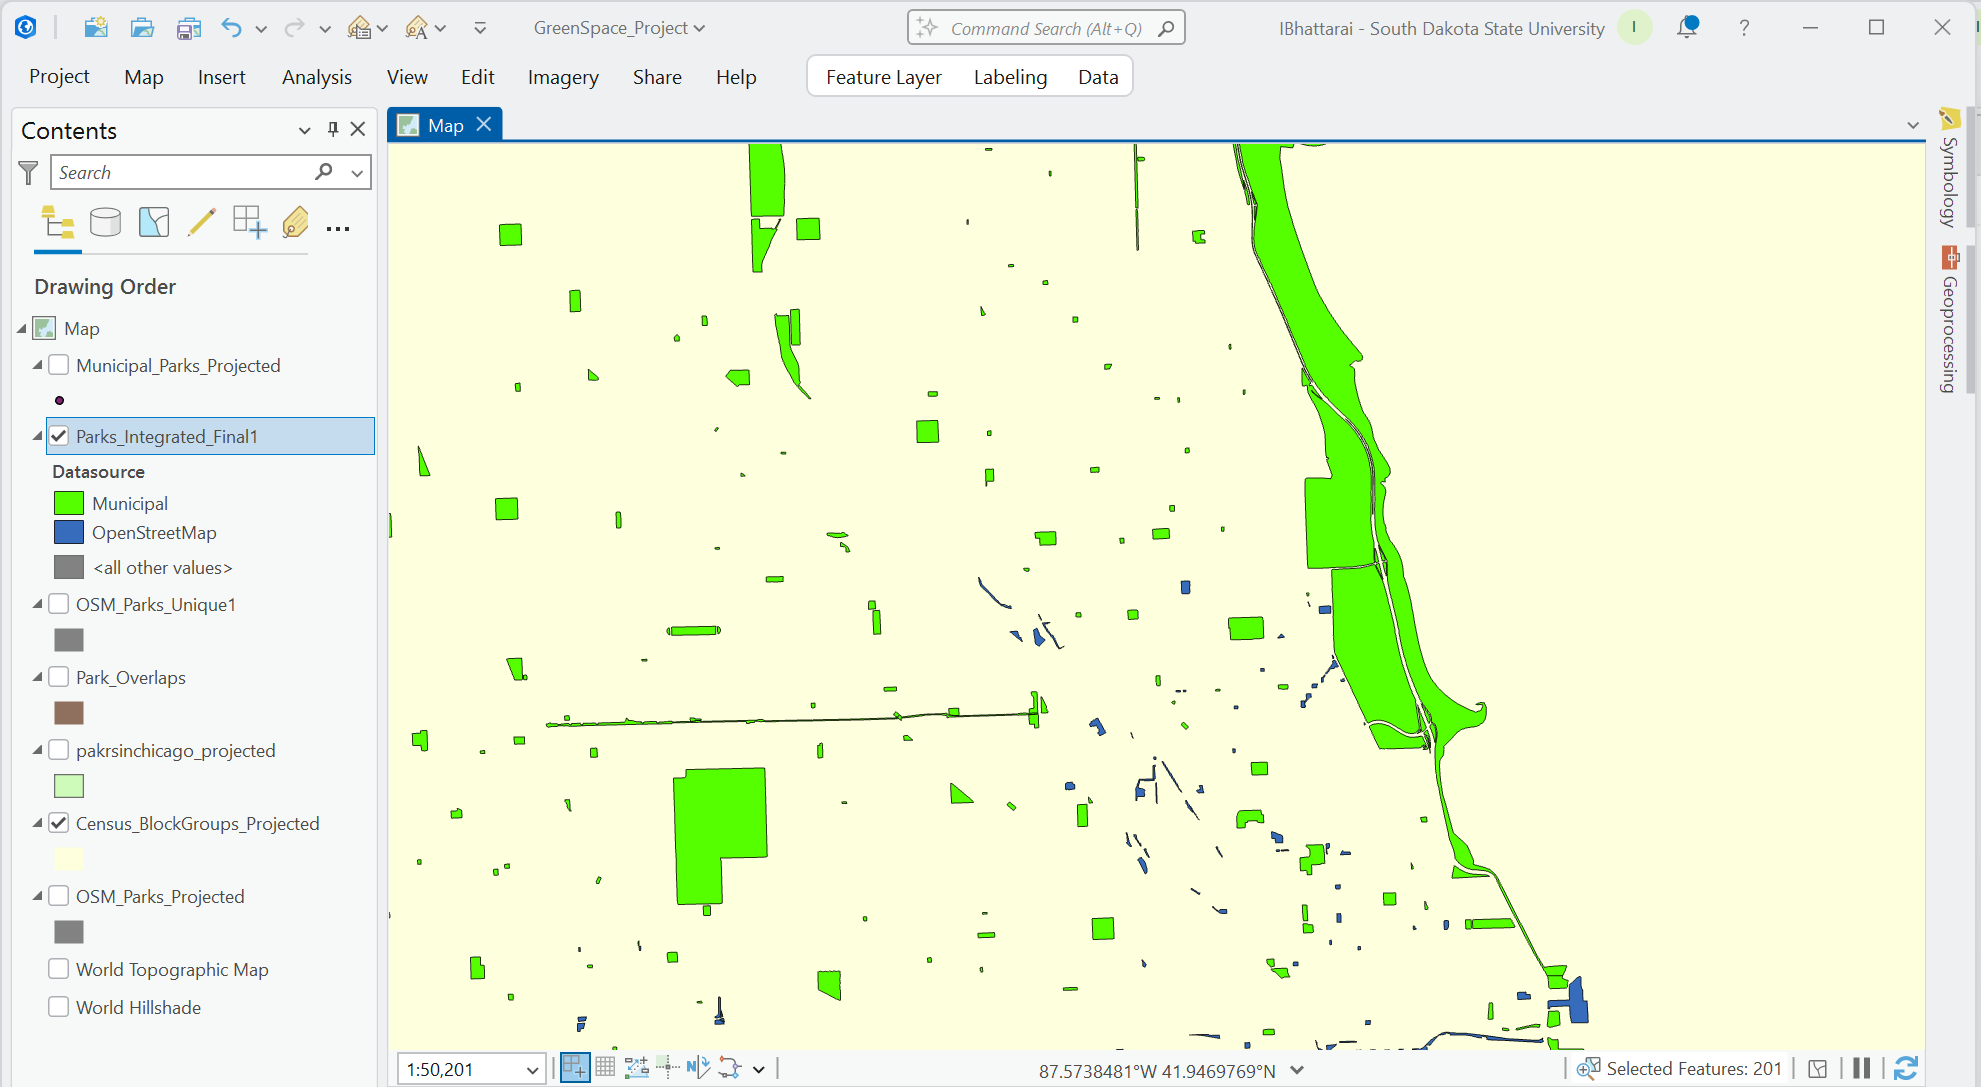 GreenSpace_Project
Command Search (Alt+Q)
IBhattarai - South Dakota State University
I
?
Project
Map
Insert
Analysis
View
Edit
Imagery
Share
Help
Feature Layer
Labeling
Data
Contents
Search
Drawing Order
Map
Municipal_Parks_Projected
Parks_Integrated_Final1
Datasource
Municipal
OpenStreetMap
<all other values>
OSM_Parks_Unique1
Park_Overlaps
pakrsinchicago_projected
Census_BlockGroups_Projected
OSM_Parks_Projected
World Topographic Map
World Hillshade
Map
Symbology
Geoprocessing
1:50,201
N
87.5738481°W 41.9469769°N
Selected Features: 201